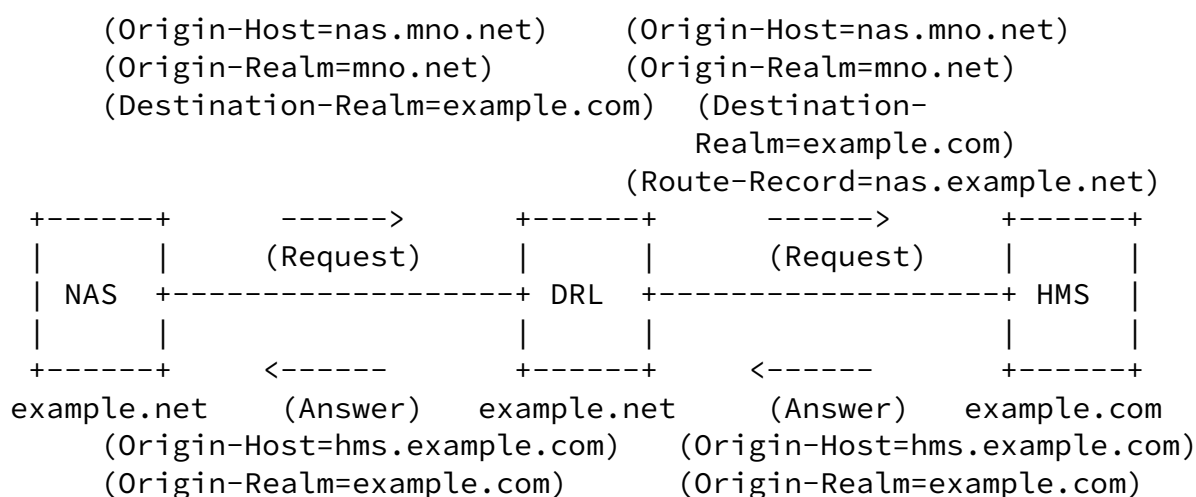 (Origin-Host=nas.mno.net)    (Origin-Host=nas.mno.net)
(Origin-Realm=mno.net)       (Origin-Realm=mno.net)
(Destination-Realm=example.com)  (Destination-
Realm=example.com)
(Route-Record=nas.example.net)
+------+      ------>      +------+      ------>      +------+
|      |     (Request)     |      |     (Request)     |      |
| NAS  +-------------------+ DRL  +-------------------+ HMS  |
|      |                   |      |                   |      |
+------+     <------       +------+     <------       +------+
example.net    (Answer)   example.net     (Answer)   example.com
(Origin-Host=hms.example.com)   (Origin-Host=hms.example.com)
(Origin-Realm=example.com)      (Origin-Realm=example.com)